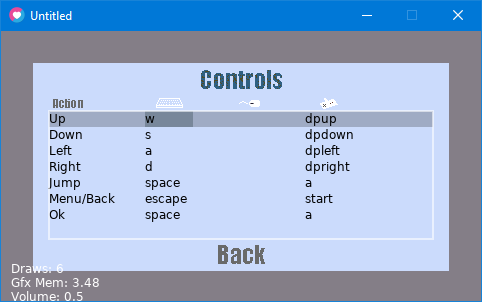 Untitled
Controls
Action
Up w dpup
Down s dpdown
Left a dpleft
Right d dpright
Jump space a
Menu/Back escape start
Ok space a
Back
Draws: 6
Gfx Mem: 3.48
Volume: 0.5